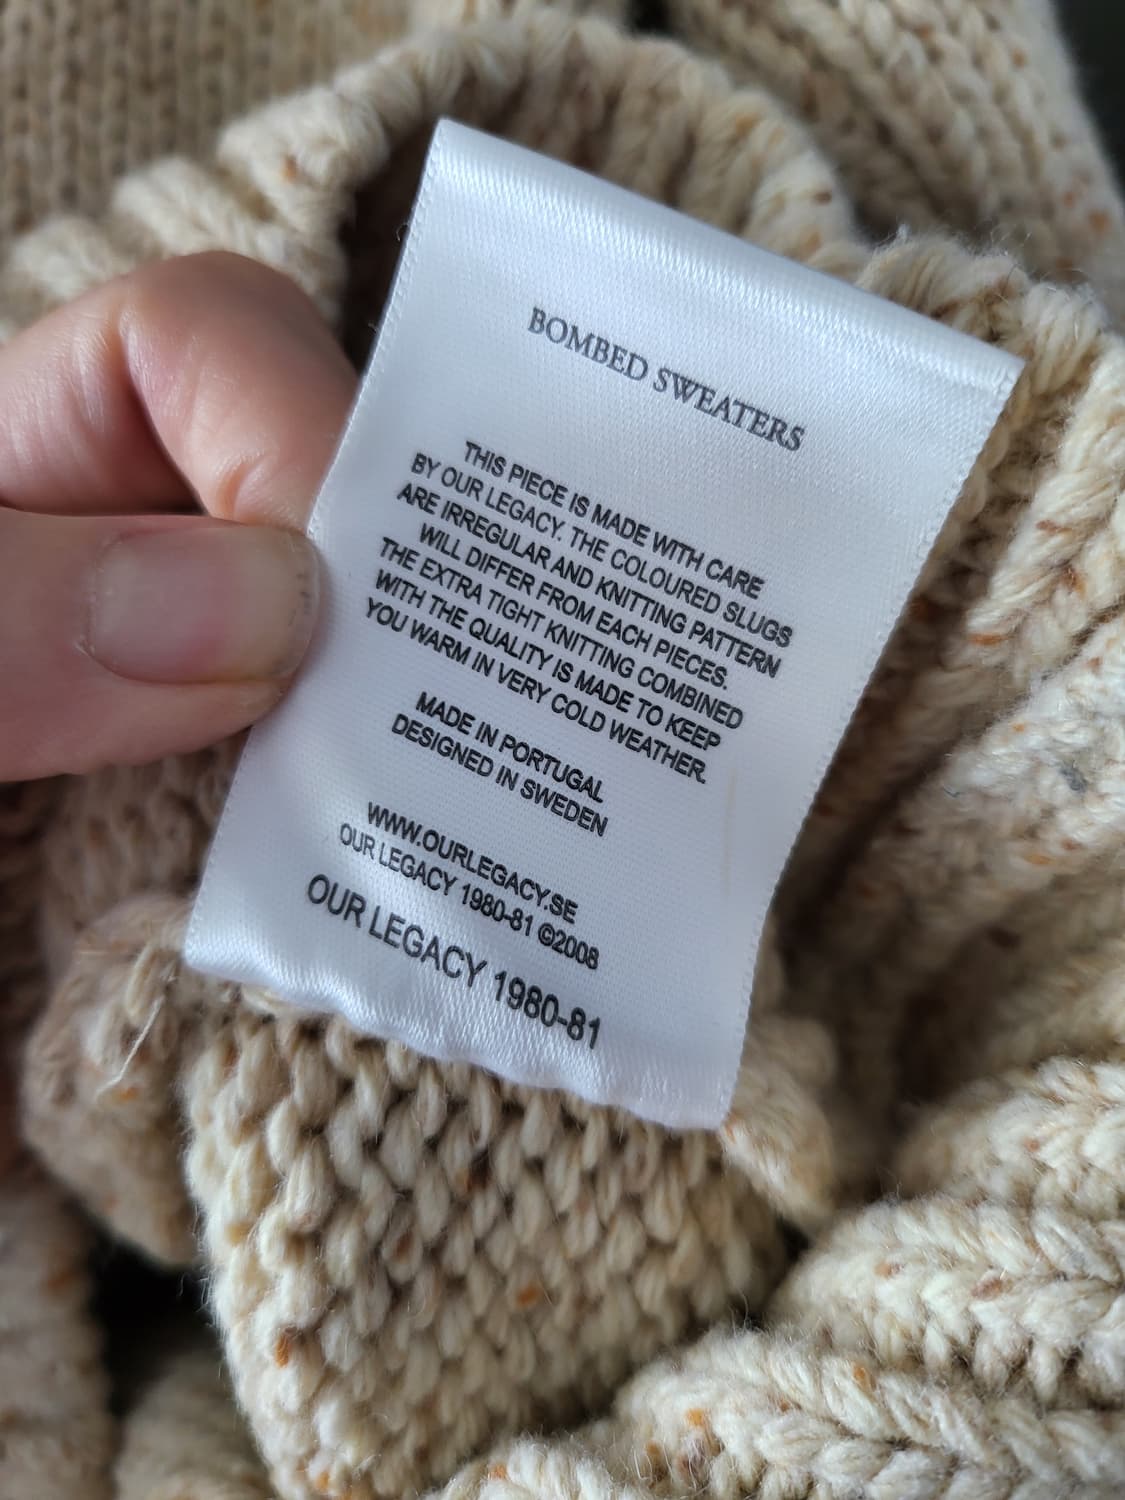 BOMBED SWEATERS
THIS PIECE IS MADE WITH CARE
BY OUR LEGACY. THE COLOURED SLUGS
ARE IRREGULAR AND KNITTING PATTERN
WILL DIFFER FROM EACH PIECES.
THE EXTRA TIGHT KNITTING COMBINED
WITH THE QUALITY IS MADE TO KEEP
YOU WARM IN VERY COLD WEATHER.
MADE IN PORTUGAL
DESIGNED IN SWEDEN
WWW.OURLEGACY.SE
OUR LEGACY 1980-81 ©2008
OUR LEGACY 1980-81